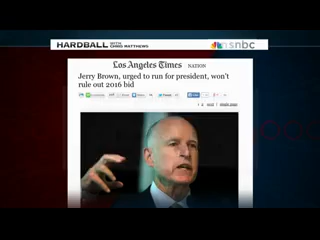 HARDBALL WITH CHRIS MATTHEWS
msnbc
Los Angeles Times NATION
Jerry Brown, urged to run for president, won't
rule out 2016 bid